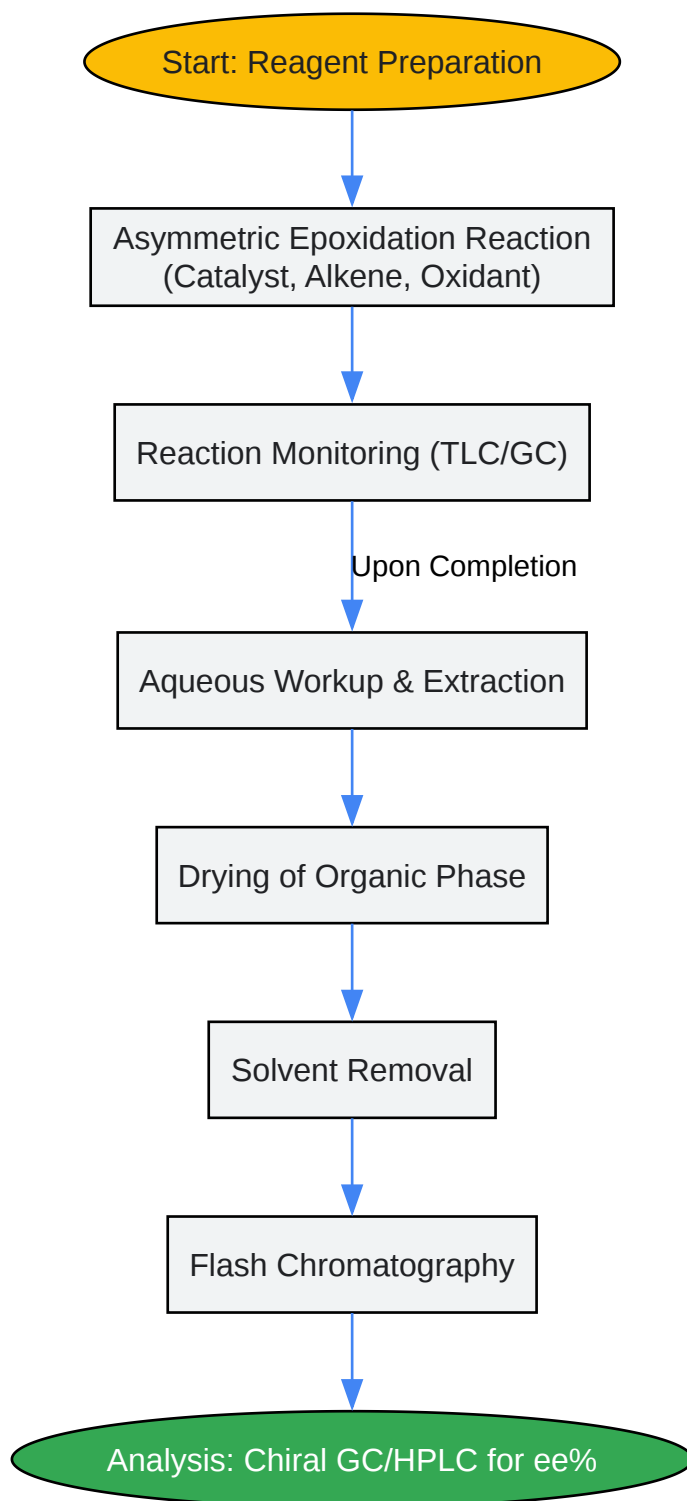 Start: Reagent Preparation
Asymmetric Epoxidation Reaction
(Catalyst, Alkene, Oxidant)
Reaction Monitoring (TLC/GC)
Upon Completion
Aqueous Workup & Extraction
Drying of Organic Phase
Solvent Removal
Flash Chromatography
Analysis: Chiral GC/HPLC for ee%